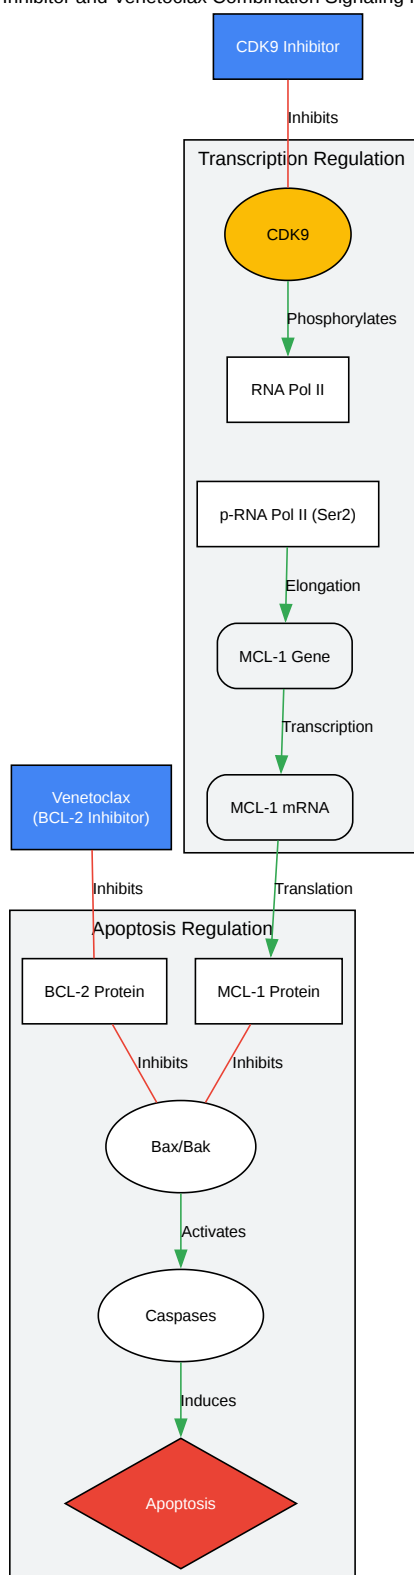 and Venetoclax Combination Signaling
CDK9 Inhibitor
Inhibits
Transcription Regulation
CDK9
Phosphorylates
RNA Pol II
p-RNA Pol II (Ser2)
Elongation
MCL-1 Gene
Transcription
Venetoclax
(BCL-2 Inhibitor)
MCL-1 mRNA
Inhibits
Translation
Apoptosis Regulation
BCL-2 Protein
MCL-1 Protein
Inhibits
Inhibits
Bax/Bak
Activates
Caspases
Induces
Apoptosis